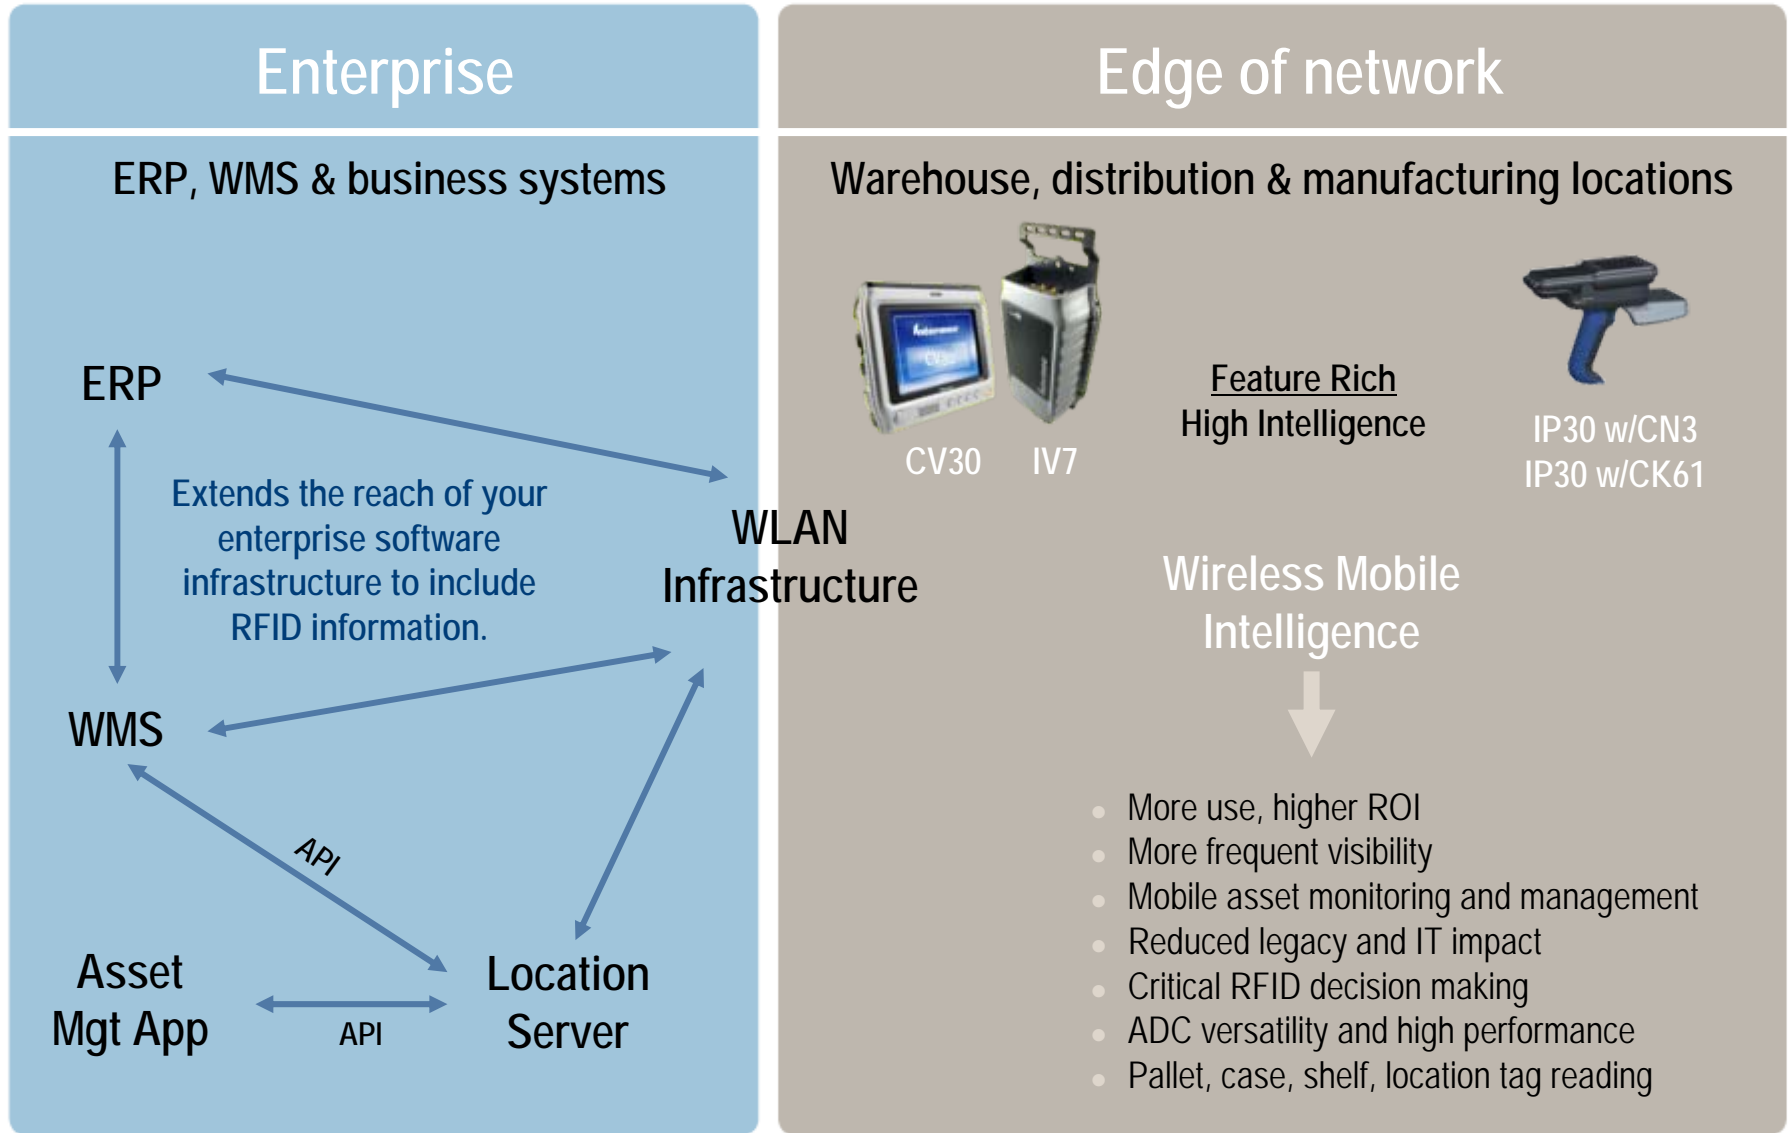 Enterprise
ERP, WMS & business systems
ERP
Extends the reach of your
enterprise software
infrastructure to include
RFID information.
WMS
API
Asset
Mgt App
API
Location
Server
WLAN
Infrastructure
Edge of network
Warehouse, distribution & manufacturing locations
Intermec
CV30
CV30
IV7
Feature Rich
High Intelligence
IP30 w/CN3
IP30 w/CK61
Wireless Mobile
Intelligence
More use, higher ROI
More frequent visibility
Mobile asset monitoring and management
Reduced legacy and IT impact
Critical RFID decision making
ADC versatility and high performance
Pallet, case, shelf, location tag reading